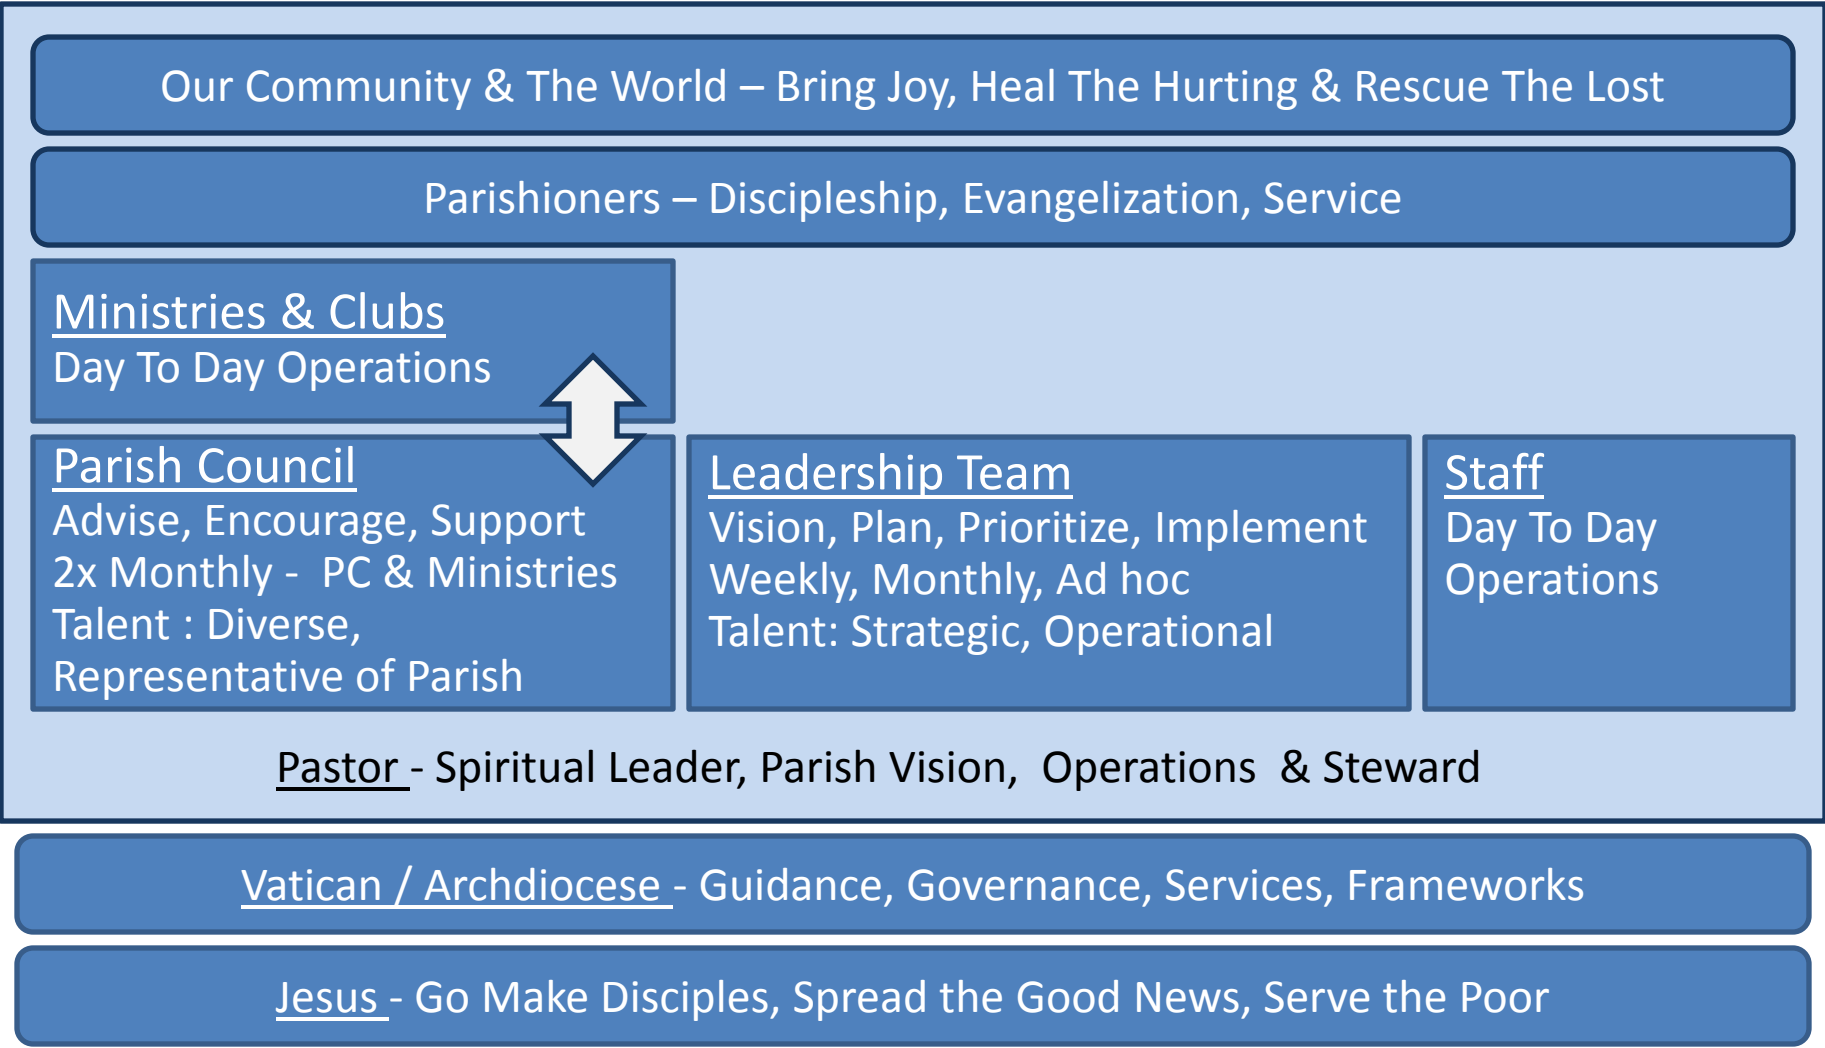 Our Community & The World – Bring Joy, Heal The Hurting & Rescue The Lost
Parishioners – Discipleship, Evangelization, Service
Ministries & Clubs
Day To Day Operations
Parish Council
Advise, Encourage, Support
2x Monthly -  PC & Ministries
Talent : Diverse,
Representative of Parish
Leadership Team
Vision, Plan, Prioritize, Implement
Weekly, Monthly, Ad hoc
Talent: Strategic, Operational
Staff
Day To Day
Operations
Pastor - Spiritual Leader, Parish Vision,  Operations  & Steward
Vatican / Archdiocese - Guidance, Governance, Services, Frameworks
Jesus - Go Make Disciples, Spread the Good News, Serve the Poor